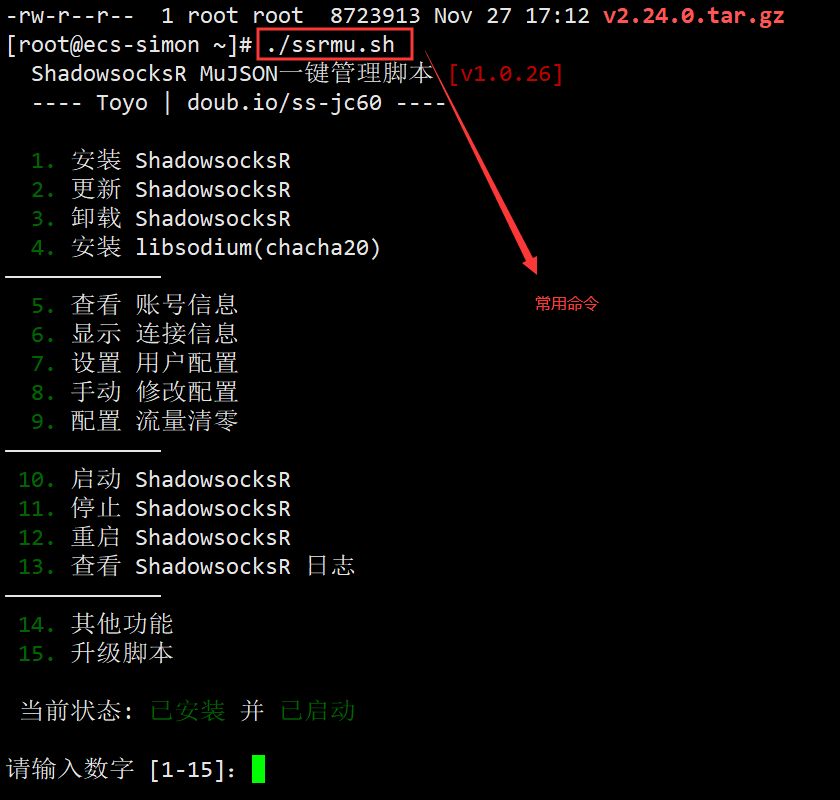 -rw-r--r-- 1 root root 8723913 Nov 27 17:12 v2.24.0.tar.gz
[root@ecs-simon ~]# ./ssrmu.sh
ShadowsocksR MuJSON一键管理脚本 [v1.0.26]
---- Toyo | doub.io/ss-jc60 ----
1. 安装 ShadowsocksR
2. 更新 ShadowsocksR
3. 卸载 ShadowsocksR
4. 安装 libsodium(chacha20)
5. 查看 账号信息
常用命令
6. 显示 连接信息
7. 设置 用户配置
8. 手动 修改配置
9. 配置 流量清零
10. 启动 ShadowsocksR
11. 停止 ShadowsocksR
12. 重启 ShadowsocksR
13. 查看 ShadowsocksR 日志
14. 其他功能
15. 升级脚本
当前状态: 已安装 并 已启动
请输入数字 [1-15]：